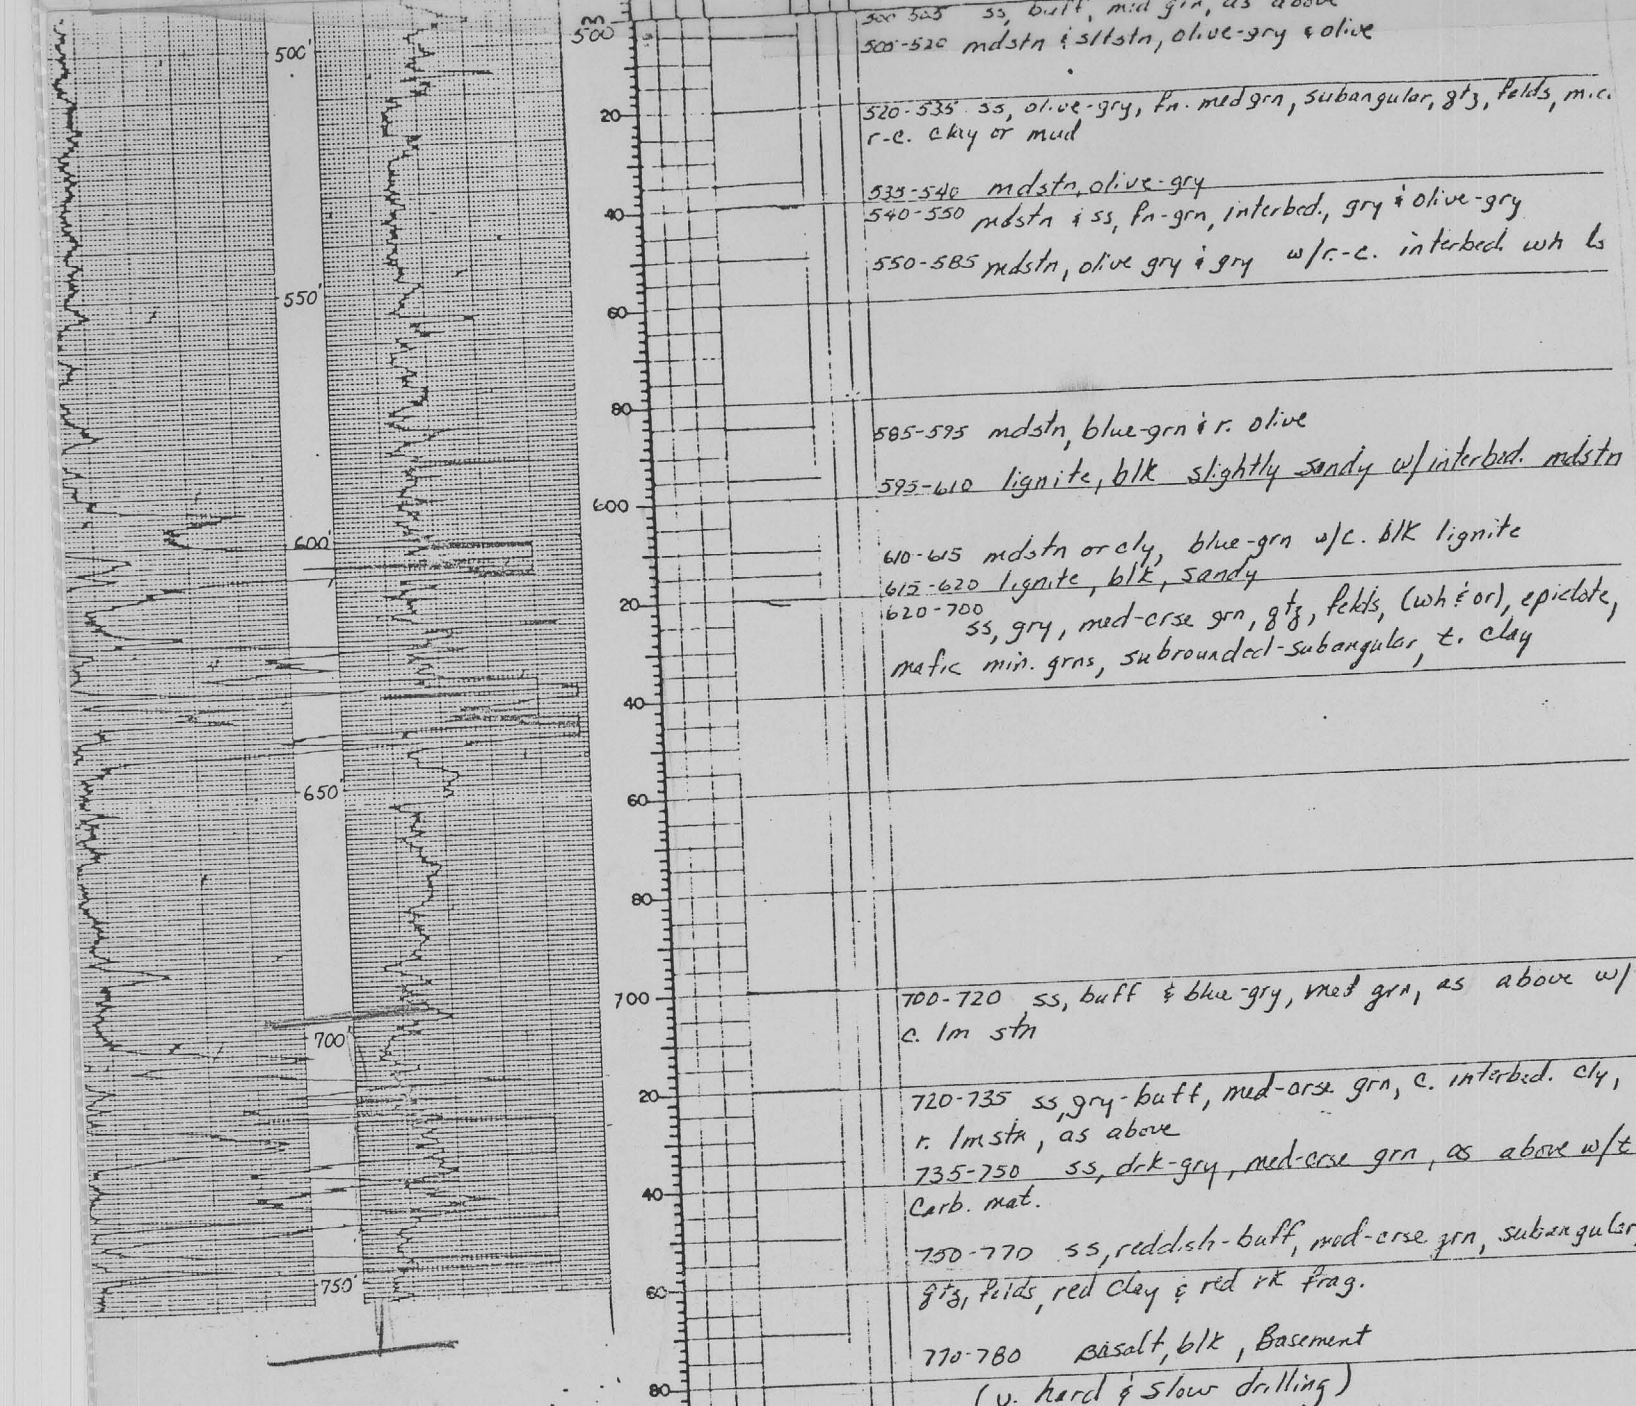 500-505 ss, buff, med grn, as above
500'
500
505-520 mdstn & sltstn, olive-gry & olive
20
520-535 ss, olive-gry, fn. medgrn, subangular, qtz, felds, m.c.
r-c. clay or mud
535-540 mdstn, olive-gry
40
540-550 mdstn & ss, fn-grn, interbed., gry & olive-gry
550-585 mdstn, olive gry & gry w/r.-c. interbed. wh ls
550'
60
80
585-595 mdstn, blue-grn & r. olive
595-610 lignite, blk slightly sandy w/interbed. mdstn
600
600'
610-615 mdstn or cly, blue-grn w/c. blk lignite
615-620 lignite, blk, sandy
20
620-700
ss, gry, med-crse grn, qtz, felds, (wh & or), epidote,
mafic min. grns, subrounded-subangular, t. clay
40
650'
60
80
700
700-720 ss, buff & blue-gry, med grn, as above w/
c. lm stn
700'
20
720-735 ss, gry-buff, med-crse grn, c. interbed. cly,
r. lmstn, as above
735-750 ss, drk-gry, med-crse grn, as above w/t
Carb. mat.
40
750-770 ss, reddish-buff, med-crse grn, subangular,
750'
60
qtz, felds, red clay & red rk frag.
770-780 Basalt, blk, Basement
80
(v. hard & slow drilling)